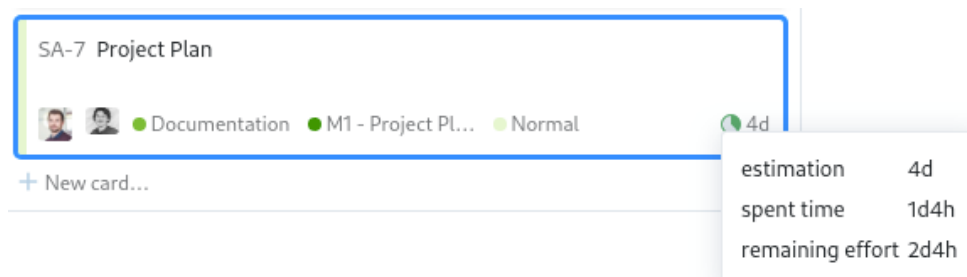 SA-7 Project Plan
Documentation M1 - Project Pl... Normal 4d
+ New card...
estimation 4d
spent time 1d4h
remaining effort 2d4h